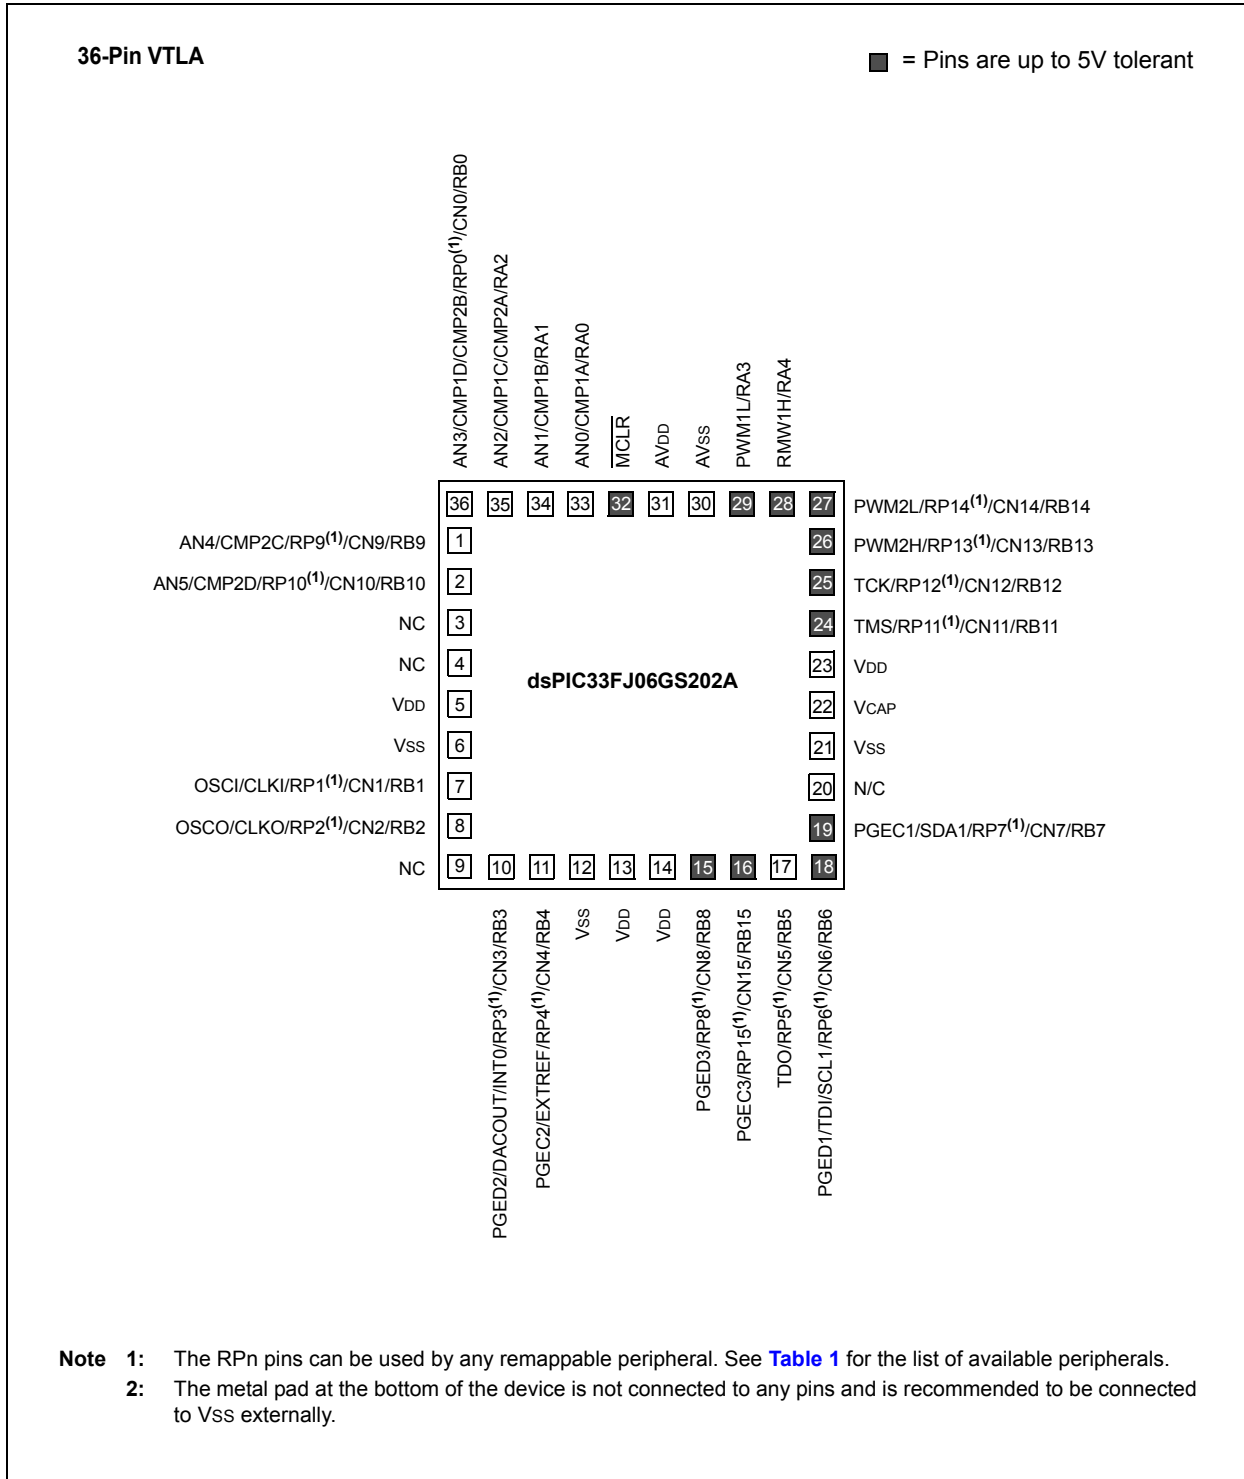 36-Pin VTLA
= Pins are up to 5V tolerant
AN3/CMP1D/CMP2B/RP0(1)/CN0/RB0
AN2/CMP1C/CMP2A/RA2
AN1/CMP1B/RA1
AN0/CMP1A/RA0
MCLR
AVDD
AVSS
PWM1L/RA3
RMW1H/RA4
36 35 34 33 32 31 30 29 28 27 PWM2L/RP14(1)/CN14/RB14
AN4/CMP2C/RP9(1)/CN9/RB9 1 26 PWM2H/RP13(1)/CN13/RB13
AN5/CMP2D/RP10(1)/CN10/RB10 2 25 TCK/RP12(1)/CN12/RB12
NC 3 24 TMS/RP11(1)/CN11/RB11
NC 4 23 VDD
dsPIC33FJ06GS202A
VDD 5 22 VCAP
VSS 6 21 VSS
OSCI/CLKI/RP1(1)/CN1/RB1 7 20 N/C
OSCO/CLKO/RP2(1)/CN2/RB2 8 19 PGEC1/SDA1/RP7(1)/CN7/RB7
NC 9 10 11 12 13 14 15 16 17 18
PGED2/DACOUT/INT0/RP3(1)/CN3/RB3
PGEC2/EXTREF/RP4(1)/CN4/RB4
VSS
VDD
VDD
PGED3/RP8(1)/CN8/RB8
PGEC3/RP15(1)/CN15/RB15
TDO/RP5(1)/CN5/RB5
PGED1/TDI/SCL1/RP6(1)/CN6/RB6
Note 1: The RPn pins can be used by any remappable peripheral. See Table 1 for the list of available peripherals.
2: The metal pad at the bottom of the device is not connected to any pins and is recommended to be connected
to VSS externally.